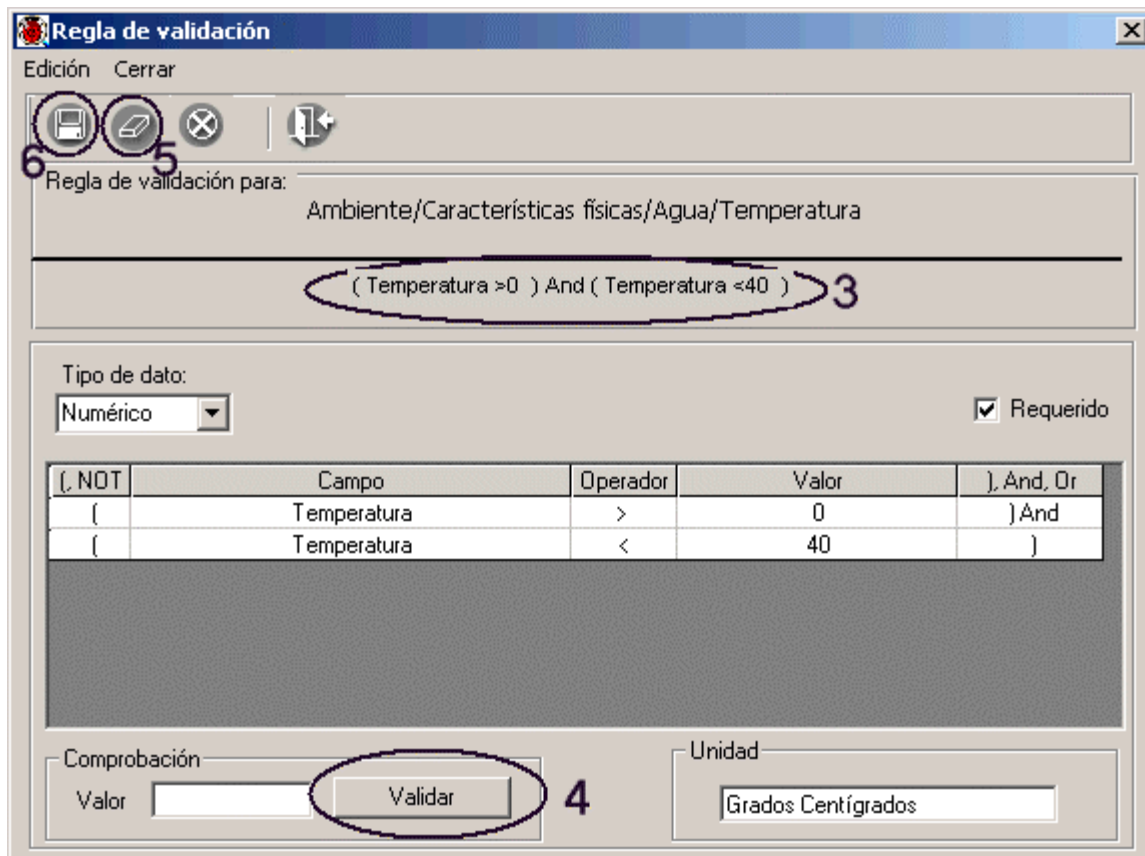 Regla de validación
Edición Cerrar
6 5
Regla de validación para:
Ambiente/Características físicas/Agua/Temperatura
( Temperatura >0 ) And ( Temperatura <40 ) 3
Tipo de dato:
Numérico
Requerido
(, NOT Campo Operador Valor ), And, Or
( Temperatura > 0 ) And
( Temperatura < 40 )
Comprobación
Valor Validar 4
Unidad
Grados Centígrados